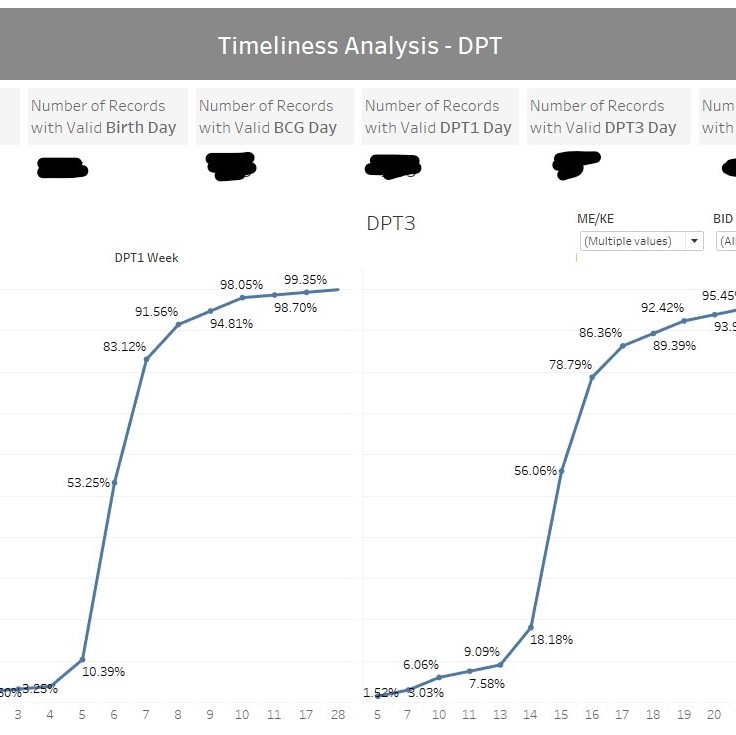 Timeliness Analysis - DPT
Number of Records
with Valid Birth Day
Number of Records
with Valid BCG Day
Number of Records
with Valid DPT1 Day
Number of Records
with Valid DPT3 Day
Num
with
DPT3
ME/KE
BID
(Multiple values)
(All
DPT1 Week
3.25%
10.39%
53.25%
83.12%
91.56%
94.81%
98.05%
98.70%
99.35%
3 4 5 6 7 8 9 10 11 17 28
1.52%
3.03%
6.06%
7.58%
9.09%
18.18%
56.06%
78.79%
86.36%
89.39%
92.42%
93.9
95.45%
5 7 10 11 13 14 15 16 17 18 19 20